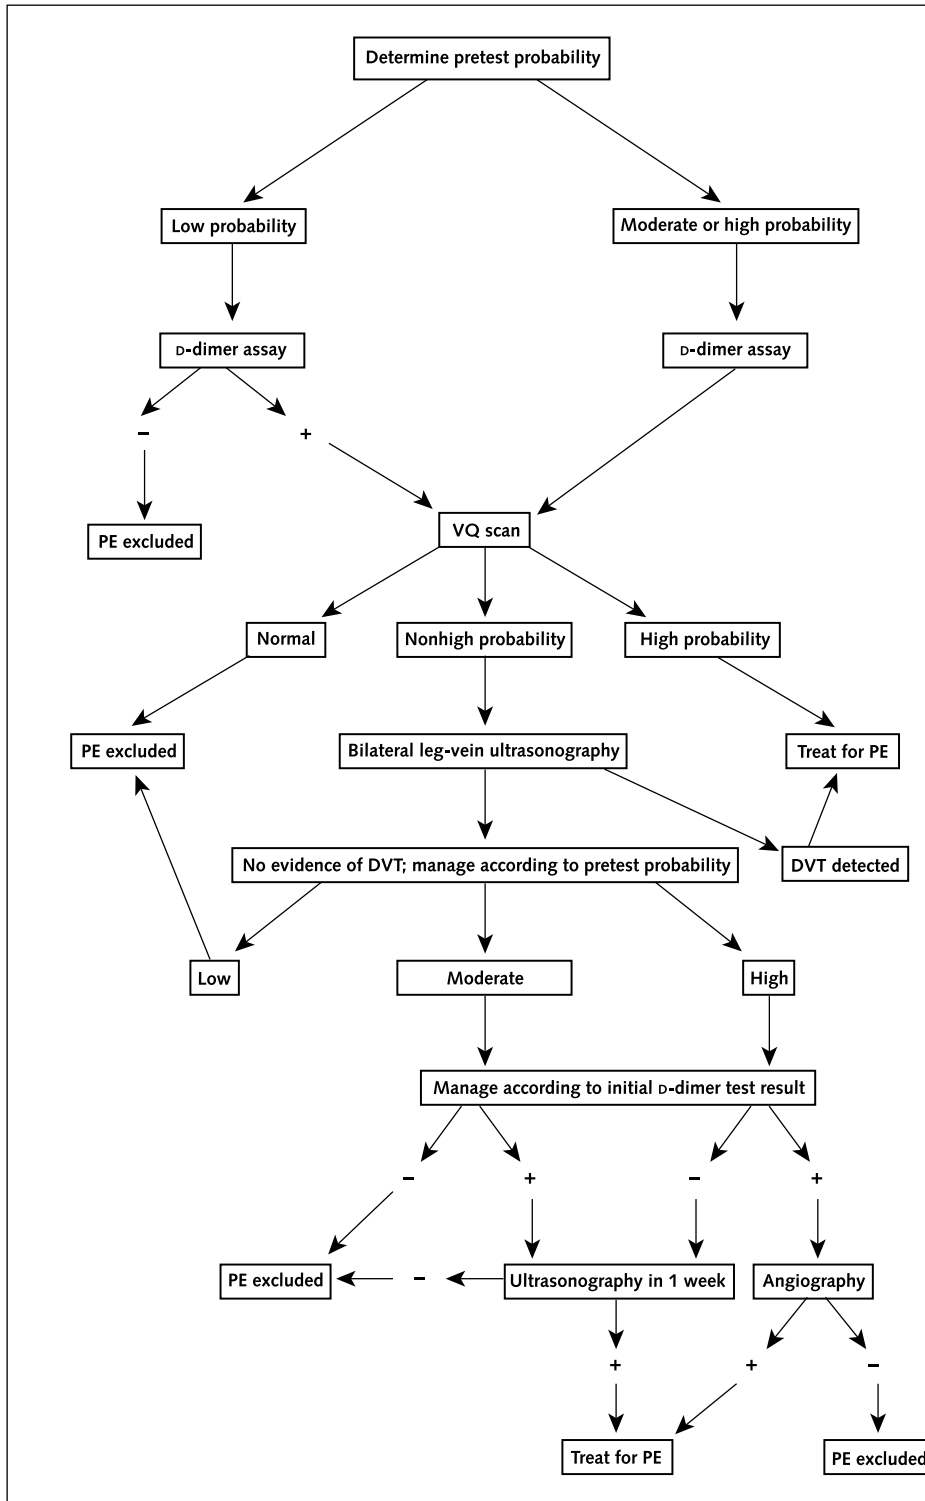 Determine pretest probability
Low probability
Moderate or high probability
D-dimer assay
D-dimer assay
–
+
PE excluded
VQ scan
Normal
Nonhigh probability
High probability
PE excluded
Bilateral leg-vein ultrasonography
Treat for PE
No evidence of DVT; manage according to pretest probability
DVT detected
Low
Moderate
High
Manage according to initial D-dimer test result
–
+
–
+
PE excluded
–
Ultrasonography in 1 week
Angiography
+
+
–
Treat for PE
PE excluded